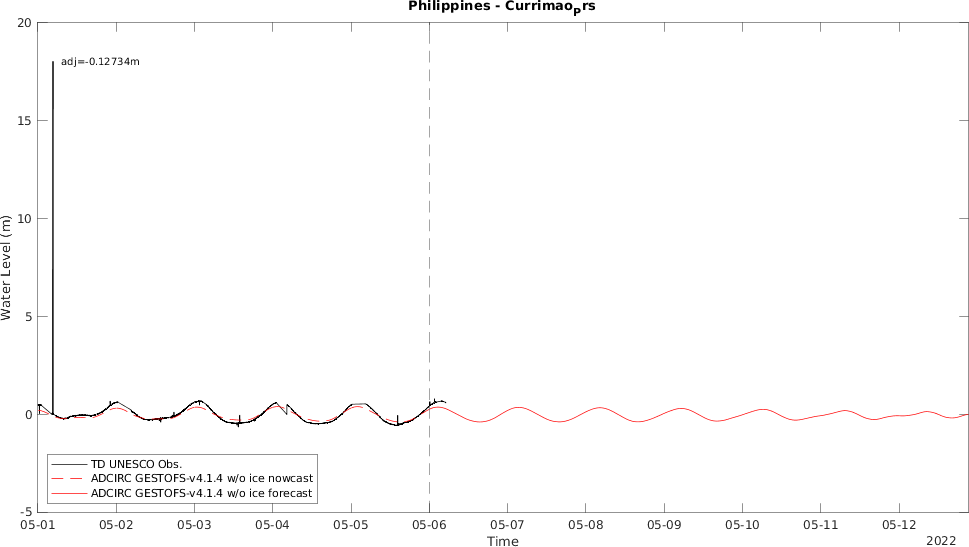 Philippines - Currimao_Prs
20
adj=-0.12734m
15
10
5
0
-5
Water Level (m)
TD UNESCO Obs.
ADCIRC GESTOFS-v4.1.4 w/o ice nowcast
ADCIRC GESTOFS-v4.1.4 w/o ice forecast
05-01 05-02 05-03 05-04 05-05 05-06 05-07 05-08 05-09 05-10 05-11 05-12
Time
2022